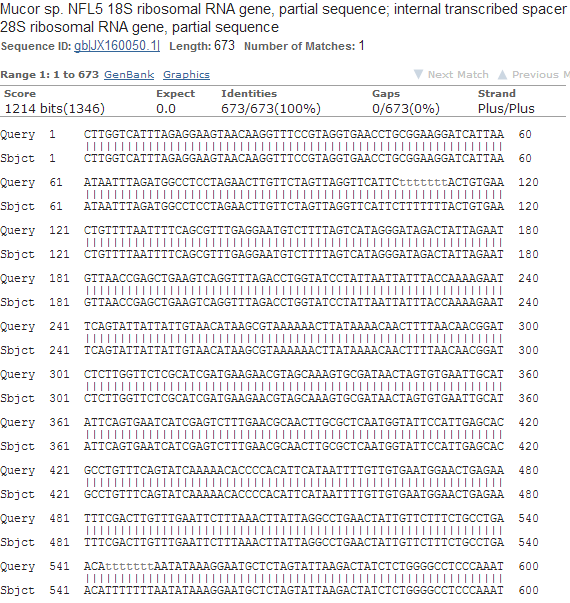 Mucor sp. NFL5 18S ribosomal RNA gene, partial sequence; internal transcribed spacer
28S ribosomal RNA gene, partial sequence
Sequence ID: gb|JX160050.1| Length: 673 Number of Matches: 1
Range 1: 1 to 673 GenBank Graphics Next Match Previous M
Score Expect Identities Gaps Strand
1214 bits(1346) 0.0 673/673(100%) 0/673(0%) Plus/Plus
Query 1 CTTGGTCATTTAGAGGAAGTAACAAGGTTTCCGTAGGTGAACCTGCGGAAGGATCATTAA 60
Sbjct 1 CTTGGTCATTTAGAGGAAGTAACAAGGTTTCCGTAGGTGAACCTGCGGAAGGATCATTAA 60
Query 61 ATAATTTAGATGGCCTCCTAGAACTTGTTCTAGTTAGGTTCATTCtttttttACTGTGAA 120
Sbjct 61 ATAATTTAGATGGCCTCCTAGAACTTGTTCTAGTTAGGTTCATTCTTTTTTTACTGTGAA 120
Query 121 CTGTTTTAATTTTCAGCGTTTGAGGAATGTCTTTTAGTCATAGGGATAGACTATTAGAAT 180
Sbjct 121 CTGTTTTAATTTTCAGCGTTTGAGGAATGTCTTTTAGTCATAGGGATAGACTATTAGAAT 180
Query 181 GTTAACCGAGCTGAAGTCAGGTTTAGACCTGGTATCCTATTAATTATTTACCAAAAGAAT 240
Sbjct 181 GTTAACCGAGCTGAAGTCAGGTTTAGACCTGGTATCCTATTAATTATTTACCAAAAGAAT 240
Query 241 TCAGTATTATTATTGTAACATAAGCGTAAAAAACTTATAAAACAACTTTTAACAACGGAT 300
Sbjct 241 TCAGTATTATTATTGTAACATAAGCGTAAAAAACTTATAAAACAACTTTTAACAACGGAT 300
Query 301 CTCTTGGTTCTCGCATCGATGAAGAACGTAGCAAAGTGCGATAACTAGTGTGAATTGCAT 360
Sbjct 301 CTCTTGGTTCTCGCATCGATGAAGAACGTAGCAAAGTGCGATAACTAGTGTGAATTGCAT 360
Query 361 ATTCAGTGAATCATCGAGTCTTTGAACGCAACTTGCGCTCAATGGTATTCCATTGAGCAC 420
Sbjct 361 ATTCAGTGAATCATCGAGTCTTTGAACGCAACTTGCGCTCAATGGTATTCCATTGAGCAC 420
Query 421 GCCTGTTTCAGTATCAAAAACACCCCACATTCATAATTTTGTTGTGAATGGAACTGAGAA 480
Sbjct 421 GCCTGTTTCAGTATCAAAAACACCCCACATTCATAATTTTGTTGTGAATGGAACTGAGAA 480
Query 481 TTTCGACTTGTTTGAATTCTTTAAACTTATTAGGCCTGAACTATTGTTCTTTCTGCCTGA 540
Sbjct 481 TTTCGACTTGTTTGAATTCTTTAAACTTATTAGGCCTGAACTATTGTTCTTTCTGCCTGA 540
Query 541 ACAtttttttAATATAAAGGAATGCTCTAGTATTAAGACTATCTCTGGGGCCTCCCAAAT 600
Sbjct 541 ACATTTTTTTAATATAAAGGAATGCTCTAGTATTAAGACTATCTCTGGGGCCTCCCAAAT 600